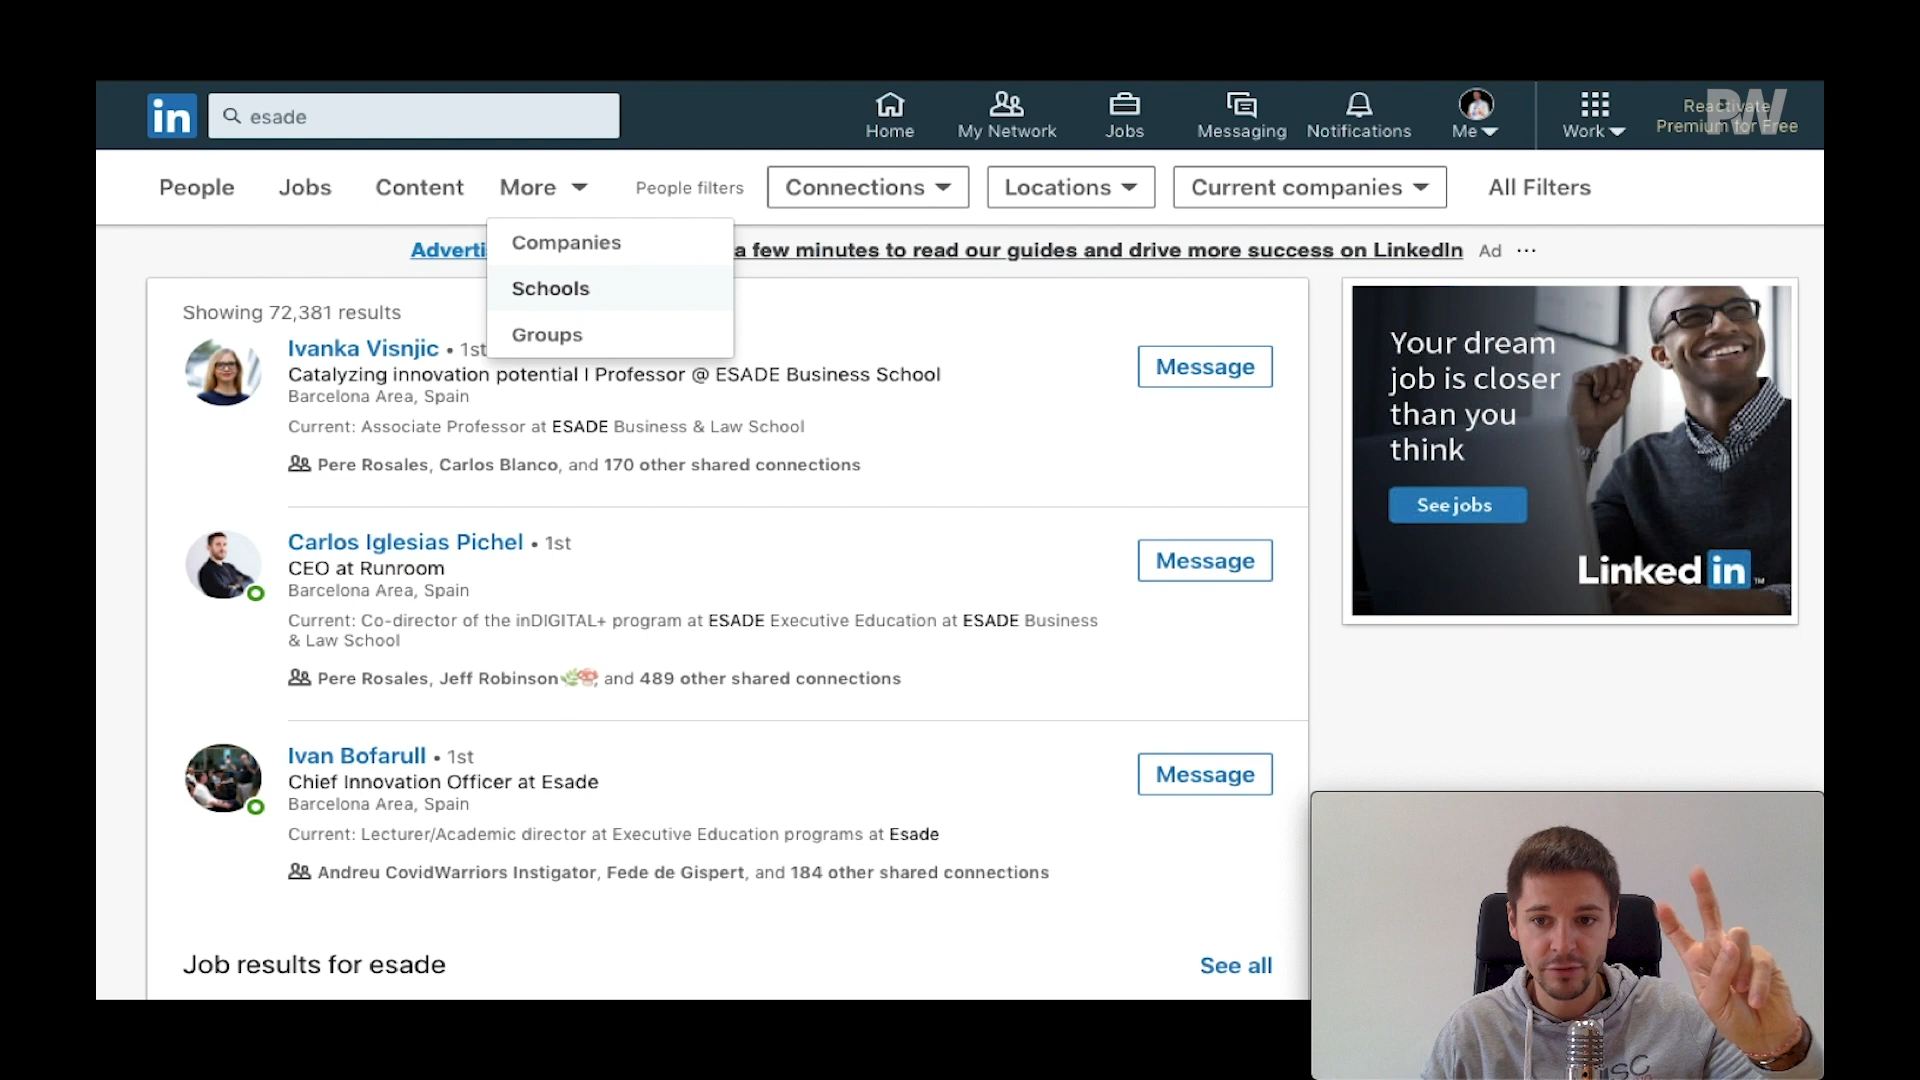 in esade
Home My Network Jobs Messaging Notifications Me Work Reactivate Premium for Free
PW
People Jobs Content More People filters Connections Locations Current companies All Filters
Companies
Schools
Groups
Adverti a few minutes to read our guides and drive more success on LinkedIn Ad ...
Showing 72,381 results
Ivanka Visnjic • 1st
Catalyzing innovation potential I Professor @ ESADE Business School
Barcelona Area, Spain
Current: Associate Professor at ESADE Business & Law School
Pere Rosales, Carlos Blanco, and 170 other shared connections
Message
Carlos Iglesias Pichel • 1st
CEO at Runroom
Barcelona Area, Spain
Current: Co-director of the inDIGITAL+ program at ESADE Executive Education at ESADE Business
& Law School
Pere Rosales, Jeff Robinson🌿🍄, and 489 other shared connections
Message
Ivan Bofarull • 1st
Chief Innovation Officer at Esade
Barcelona Area, Spain
Current: Lecturer/Academic director at Executive Education programs at Esade
Andreu CovidWarriors Instigator, Fede de Gispert, and 184 other shared connections
Message
Job results for esade
See all
Your dream
job is closer
than you
think
See jobs
Linked in ™
SC